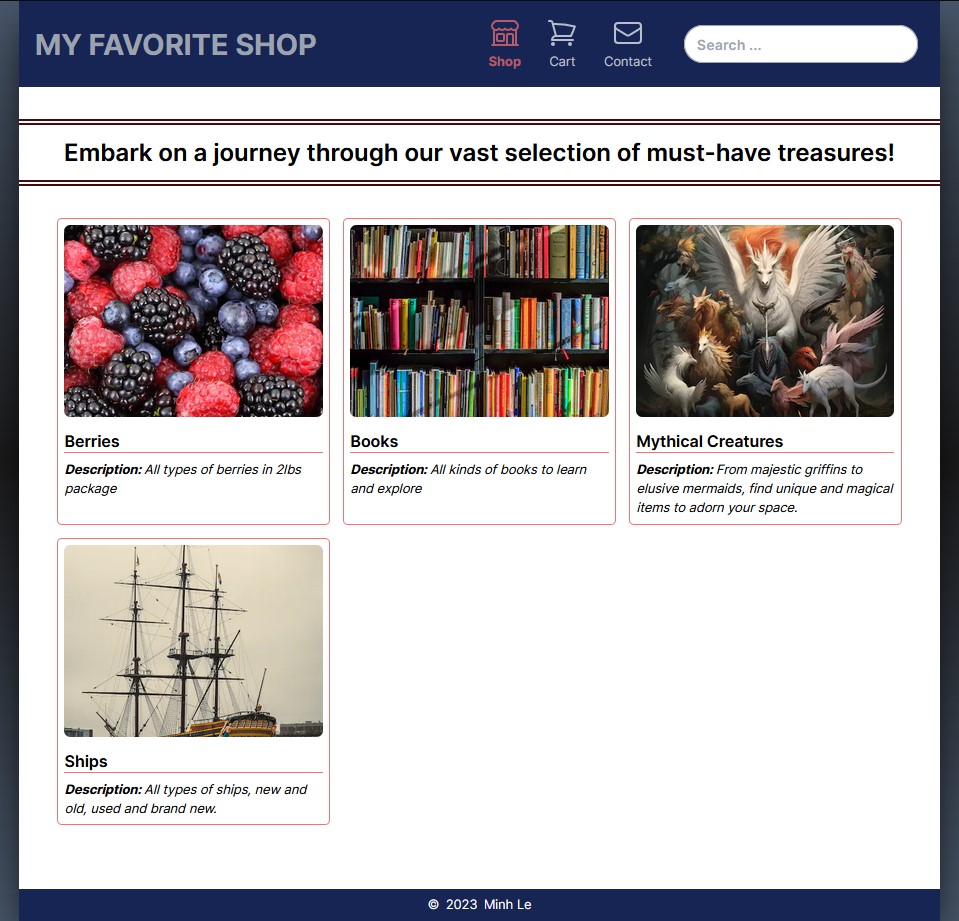 MY FAVORITE SHOP
Shop
Cart
Contact
Search ...
Embark on a journey through our vast selection of must-have treasures!
Berries
Description: All types of berries in 2lbs
package
Books
Description: All kinds of books to learn
and explore
Mythical Creatures
Description: From majestic griffins to
elusive mermaids, find unique and magical
items to adorn your space.
Ships
Description: All types of ships, new and
old, used and brand new.
© 2023 Minh Le